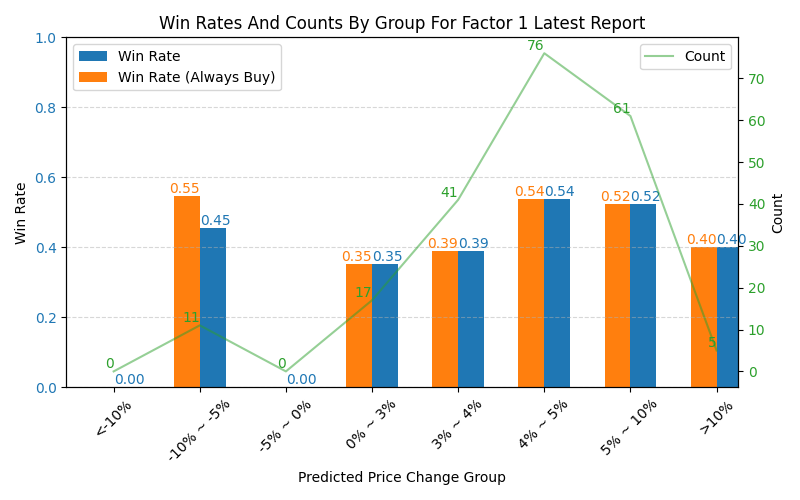 Win Rates And Counts By Group For Factor 1 Latest Report
Win Rate
Win Rate (Always Buy)
Count
1.0
0.8
0.6
0.4
0.2
0.0
Win Rate
70
60
50
40
30
20
10
0
Count
0
11
0
17
41
76
61
5
0.55
0.35
0.39
0.54
0.52
0.40
0.00
0.45
0.00
0.35
0.39
0.54
0.52
0.40
<-10%
-10% ~ -5%
-5% ~ 0%
0% ~ 3%
3% ~ 4%
4% ~ 5%
5% ~ 10%
>10%
Predicted Price Change Group